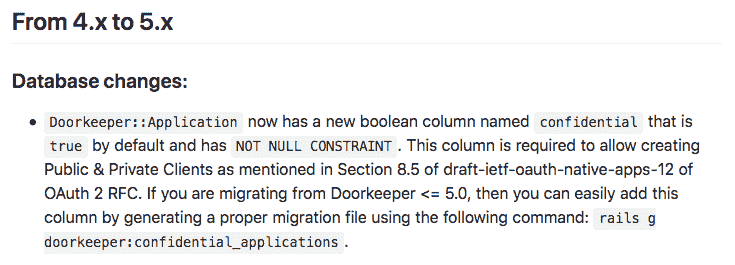 From 4.x to 5.x
Database changes:
• Doorkeeper::Application now has a new boolean column named confidential that is
true by default and has NOT NULL CONSTRAINT. This column is required to allow creating
Public & Private Clients as mentioned in Section 8.5 of draft-ietf-oauth-native-apps-12 of
OAuth 2 RFC. If you are migrating from Doorkeeper <= 5.0, then you can easily add this
column by generating a proper migration file using the following command: rails g
doorkeeper:confidential_applications.